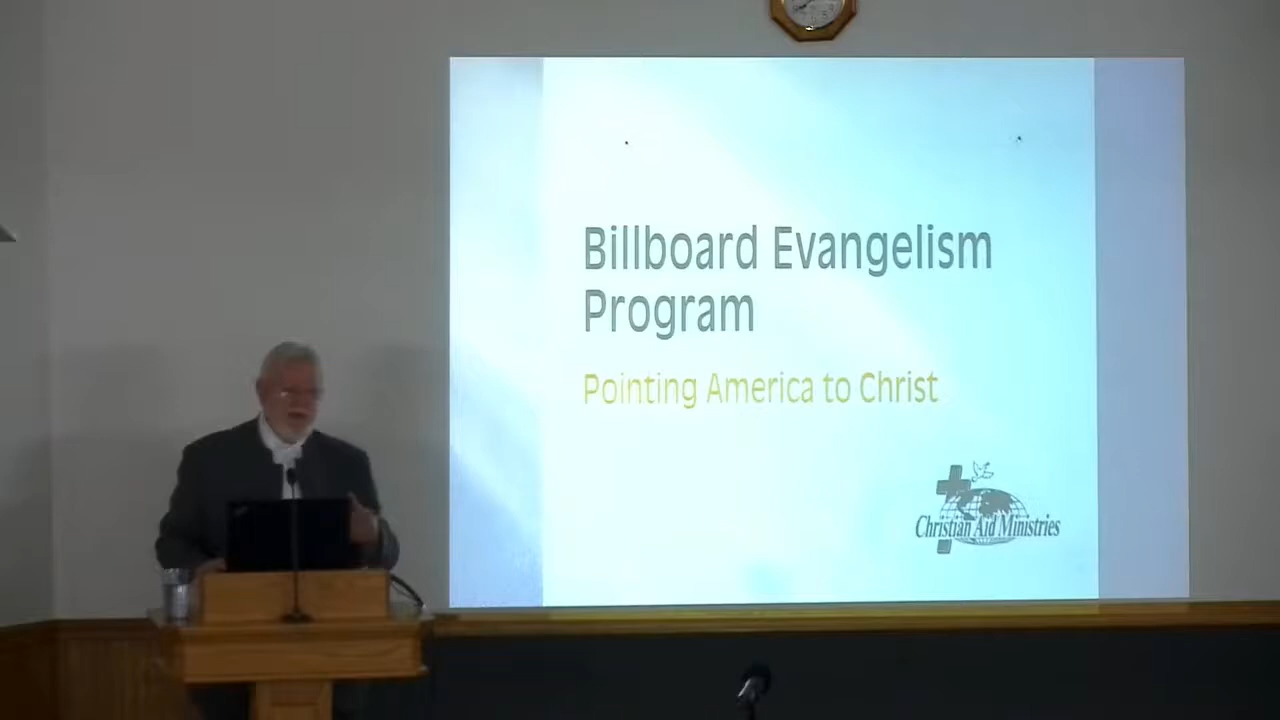 Billboard Evangelism
Program
Pointing America to Christ
Christian Aid Ministries